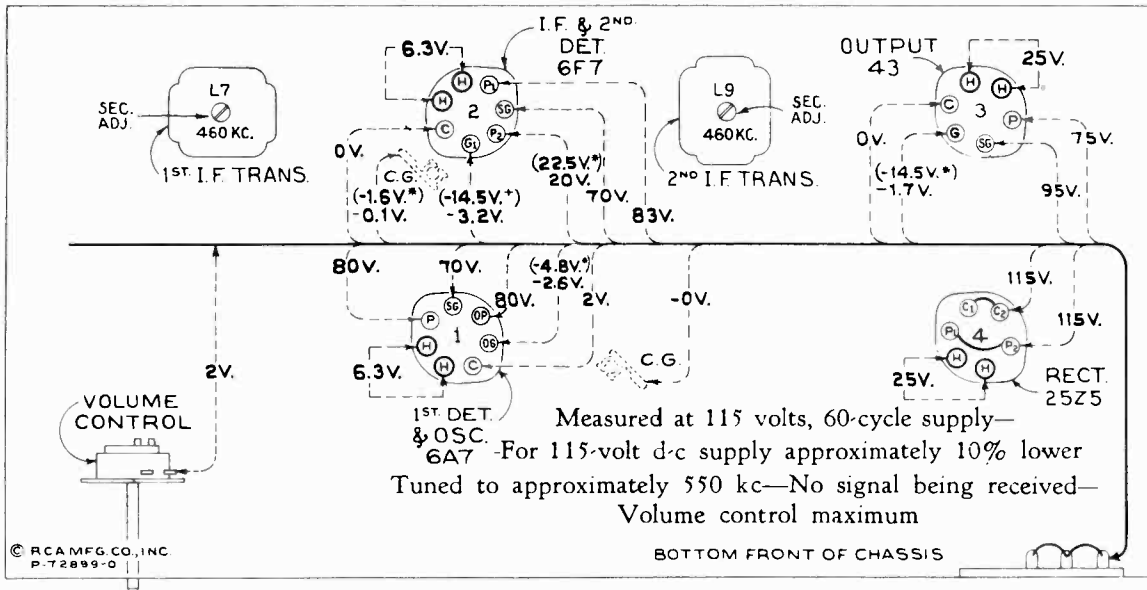 I.F. & 2ND.
DET.
6F7
6.3V.
H
P1
H
2
SG
C
P2
G1
OUTPUT
43
25V.
H
H
C
3
P
G
SG
L7
460 KC.
SEC.
ADJ.
1ST. I.F. TRANS.
L9
460 KC.
SEC.
ADJ.
2ND I.F. TRANS.
0V.
C.G.
(-1.6V.*)
-0.1V.
(-14.5V.+)
-3.2V.
(22.5V.*)
20V.
70V.
83V.
0V.
(-14.5V.*)
-1.7V.
95V.
75V.
80V.
70V.
80V.
(-4.8V.*)
-2.6V.
2V.
-0V.
115V.
115V.
SG
OP
P
1
OG
H
H
C
6.3V.
C.G.
C1
C2
P1
4
P2
H
H
25V.
RECT.
25Z5
2V.
VOLUME
CONTROL
1ST. DET.
& OSC.
6A7
Measured at 115 volts, 60-cycle supply—
-For 115-volt d-c supply approximately 10% lower
Tuned to approximately 550 kc—No signal being received—
Volume control maximum
© RCA MFG. CO., INC.
P-72899-0
BOTTOM FRONT OF CHASSIS